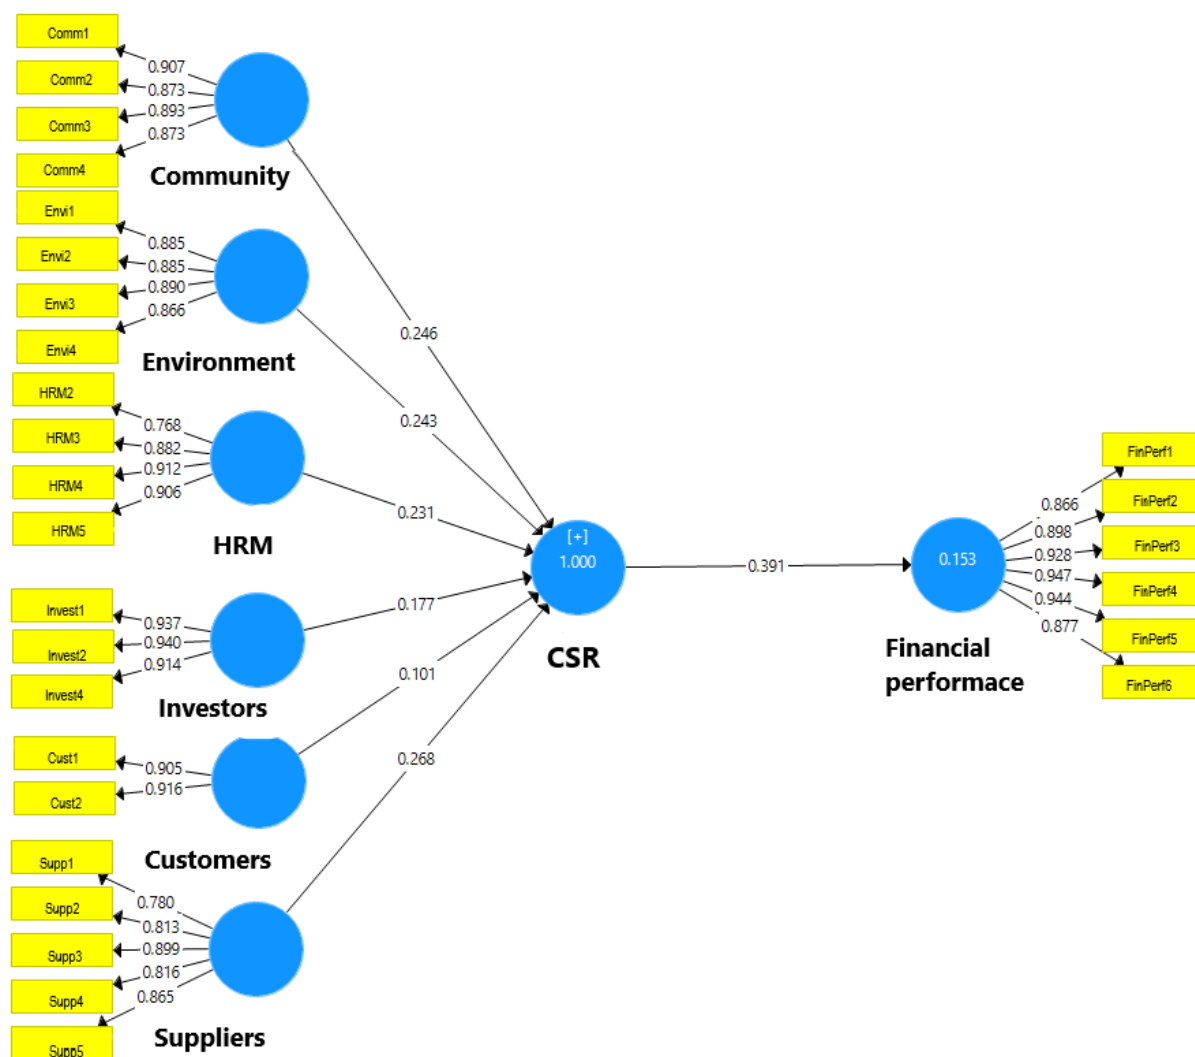 Comm1
0.907
Comm2
0.873
Comm3
0.893
0.873
Comm4
Community
Envi1
0.885
Envi2
0.885
0.890
Envi3
0.866
Envi4
Environment
0.246
0.243
HRM2
0.768
HRM3
0.882
0.912
HRM4
0.906
HRM5
HRM
0.231
Invest1
0.937
0.940
Invest2
0.914
Invest4
Investors
0.177
Cust1
0.905
0.916
Cust2
Customers
0.101
Supp1
0.780
Supp2
0.813
0.899
Supp3
0.816
0.865
Supp4
Supp5
Suppliers
0.268
[+]
1.000
CSR
0.391
0.153
Financial
performace
FinPerf1
0.866
FinPerf2
0.898
0.928
FinPerf3
0.947
FinPerf4
0.944
0.877
FinPerf5
FinPerf6